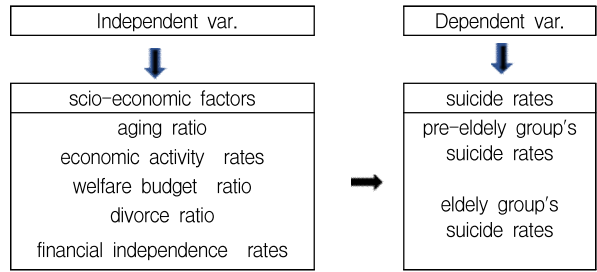 Independent var.
Dependent var.
scio-economic factors
aging ratio
economic activity rates
welfare budget ratio
divorce ratio
financial independence rates
suicide rates
pre-eldely group's
suicide rates
eldely group's
suicide rates